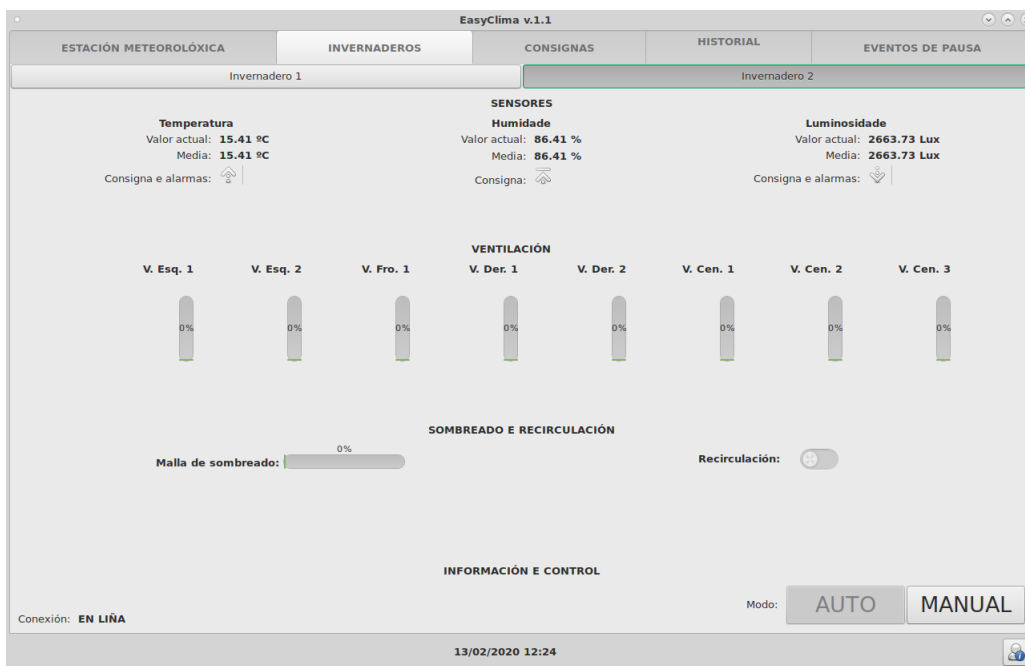 EasyClima v.1.1
ESTACIÓN METEOROLÓXICA INVERNADEROS CONSIGNAS HISTORIAL EVENTOS DE PAUSA
Invernadero 1 Invernadero 2
SENSORES
Temperatura Humidade Luminosidade
Valor actual: 15.41 ºC Valor actual: 86.41 % Valor actual: 2663.73 Lux
Media: 15.41 ºC Media: 86.41 % Media: 2663.73 Lux
Consigna e alarmas: Consigna: Consigna e alarmas:
VENTILACIÓN
V. Esq. 1 V. Esq. 2 V. Fro. 1 V. Der. 1 V. Der. 2 V. Cen. 1 V. Cen. 2 V. Cen. 3
0% 0% 0% 0% 0% 0% 0% 0%
SOMBREADO E RECIRCULACIÓN
0%
Malla de sombreado: Recirculación:
INFORMACIÓN E CONTROL
Modo: AUTO MANUAL
Conexión: EN LIÑA
13/02/2020 12:24